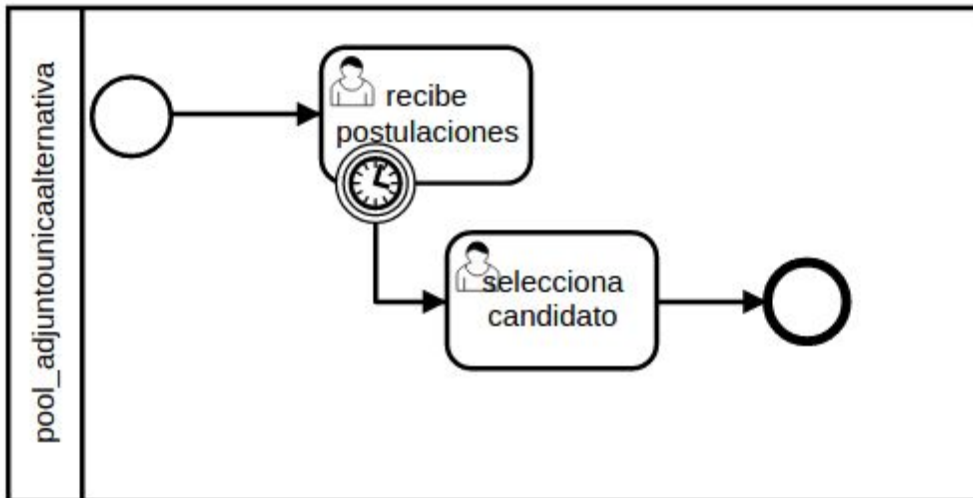 pool_adjuntounicaalternativa
recibe
postulaciones
selecciona
candidato